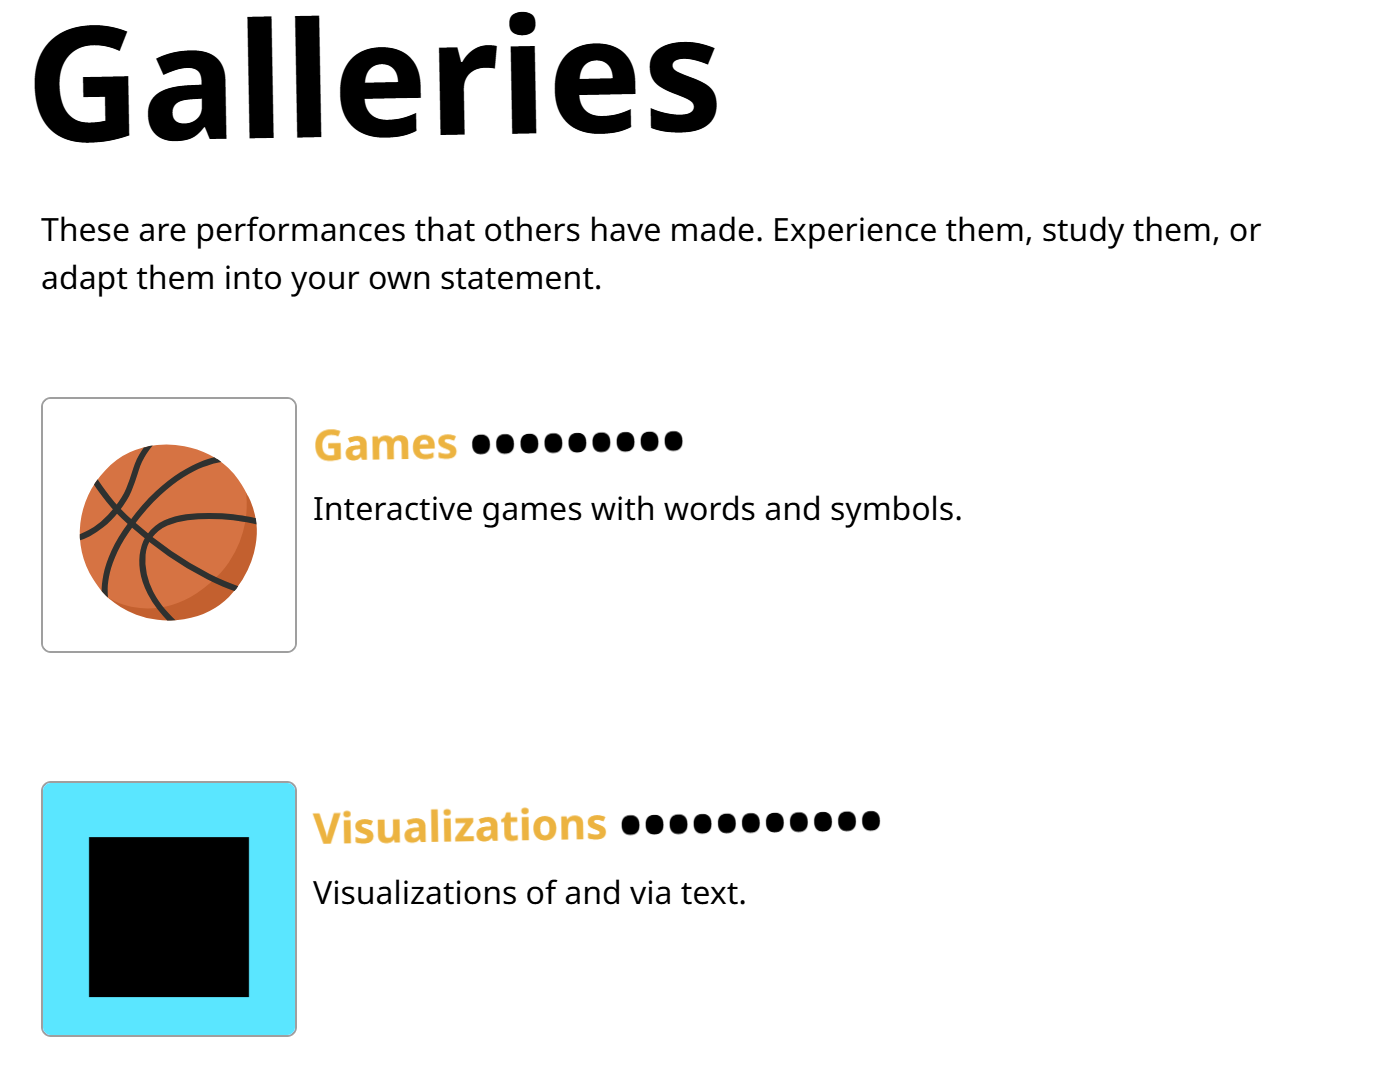 Galleries
These are performances that others have made. Experience them, study them, or
adapt them into your own statement.
Games •••••••••
Interactive games with words and symbols.
Visualizations •••••••••••
Visualizations of and via text.